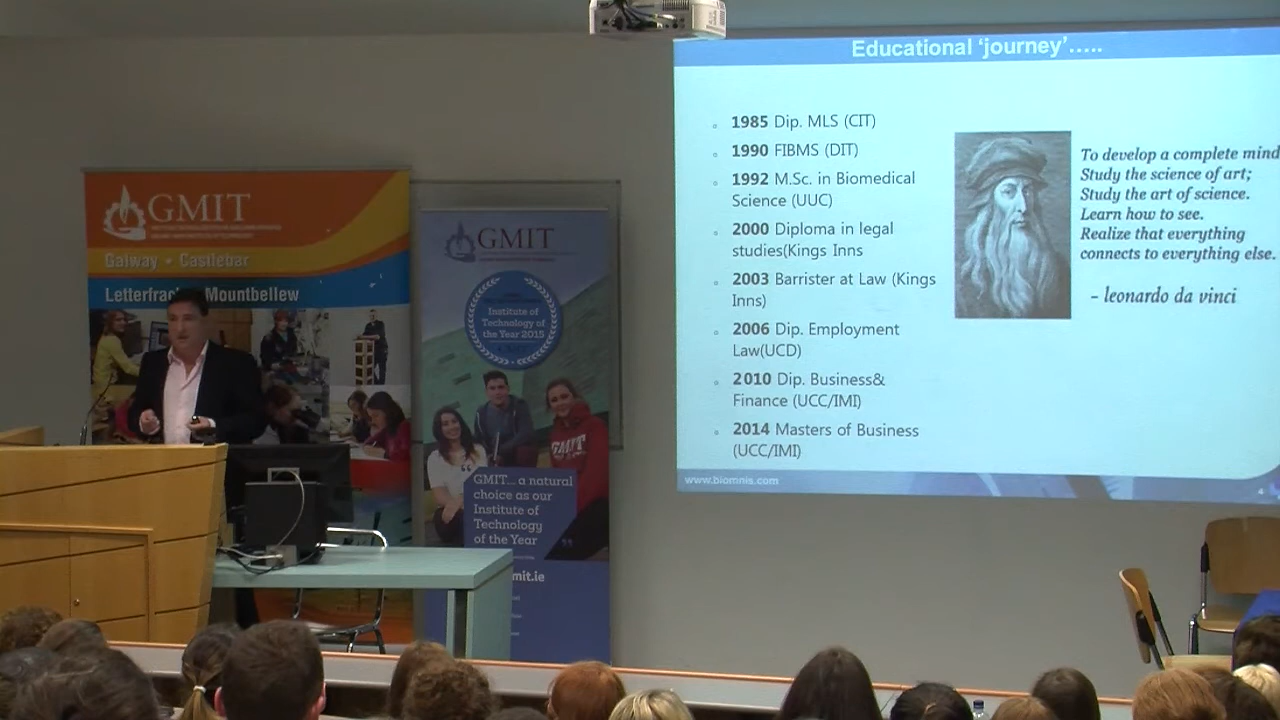 Educational ‘journey’.....
1985 Dip. MLS (CIT)
1990 FIBMS (DIT)
1992 M.Sc. in Biomedical
Science (UUC)
2000 Diploma in legal
studies(Kings Inns
2003 Barrister at Law (Kings
Inns)
2006 Dip. Employment
Law(UCD)
2010 Dip. Business&
Finance (UCC/IMI)
2014 Masters of Business
(UCC/IMI)
To develop a complete mind
Study the science of art;
Study the art of science.
Learn how to see.
Realize that everything
connects to everything else.
– leonardo da vinci
www.biomnis.com
4
GMIT
Galway • Castlebar
Mountbellew
GMIT
Institute of
Technology of
the Year 2015
GMIT
GMIT... a natural
choice as our
Institute of
Technology
of the Year
mit.ie